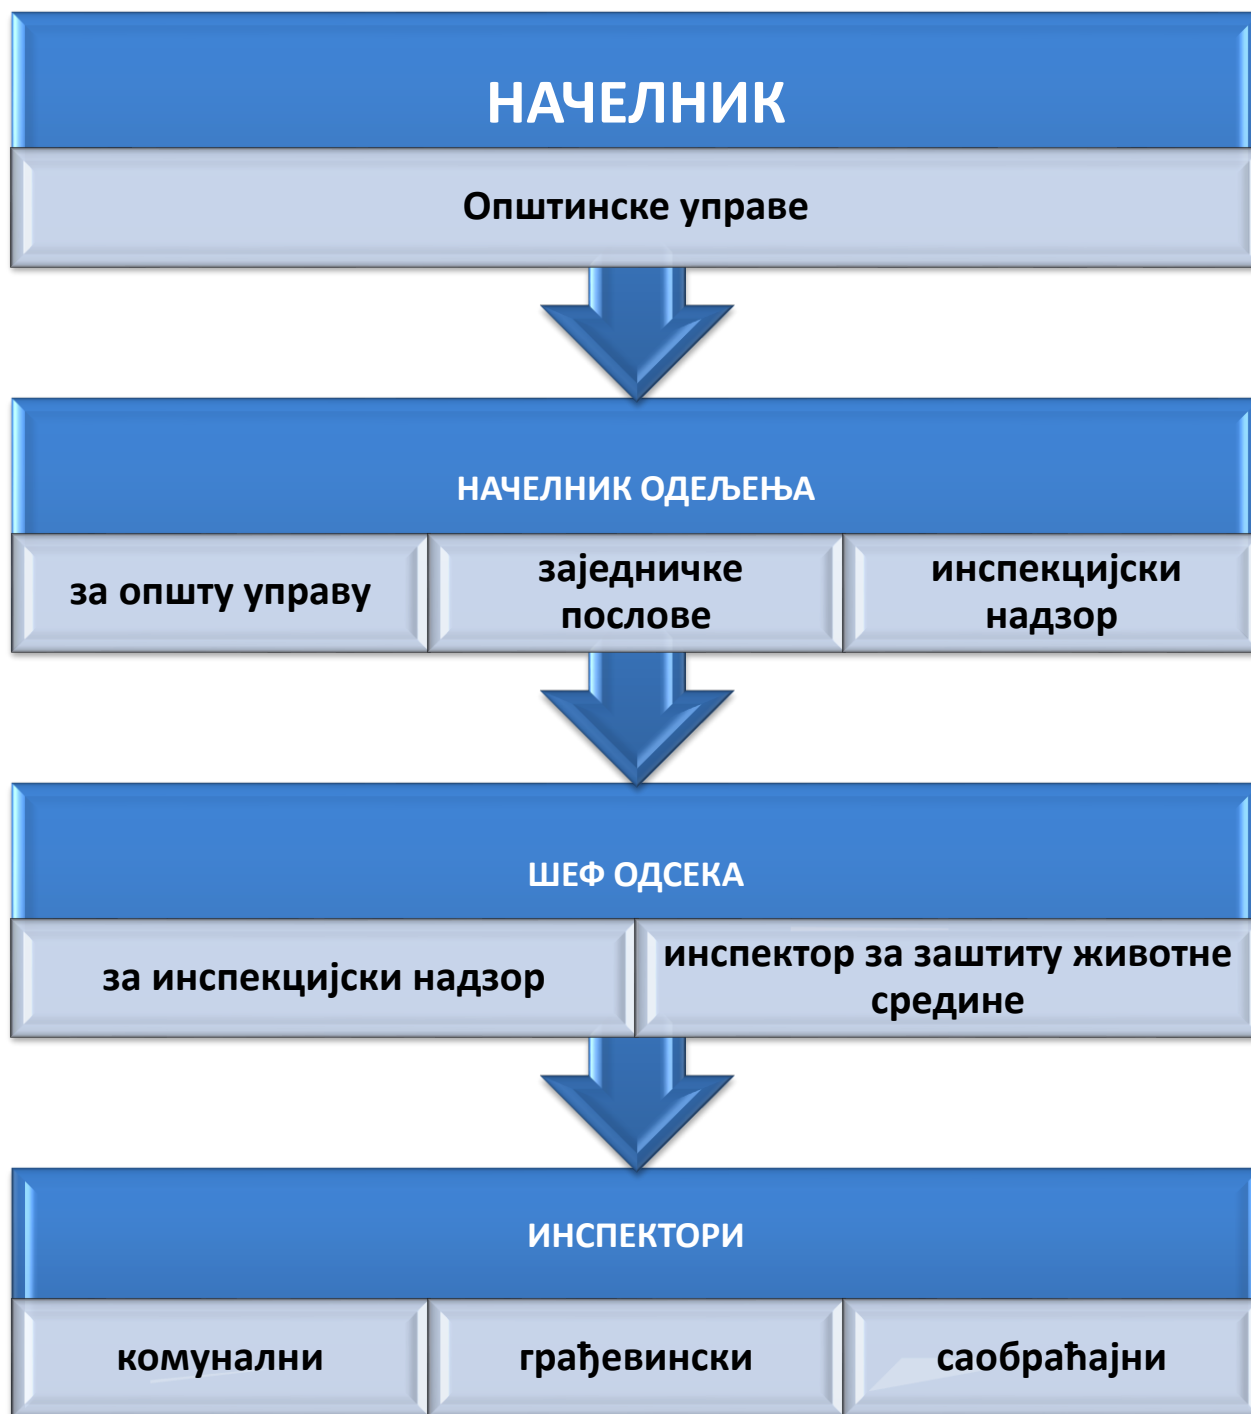 НАЧЕЛНИК
Општинске управе
НАЧЕЛНИК ОДЕЉЕЊА
за општу управу
заједничке
послове
инспекцијски
надзор
ШЕФ ОДСЕКА
за инспекцијски надзор
инспектор за заштиту животне
средине
ИНСПЕКТОРИ
комунални
грађевински
саобраћајни